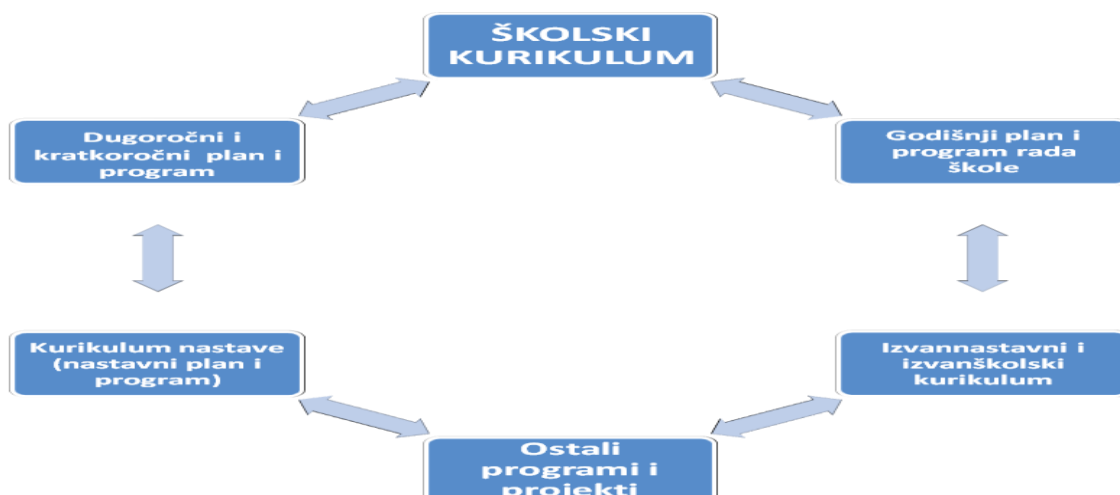 ŠKOLSKI
KURIKULUM
Dugoročni i
kratkoročni plan i
program
Godišnji plan i
program rada
škole
Kurikulum nastave
(nastavni plan i
program)
Izvannastavni i
izvanškolski
kurikulum
Ostali
programi i
projekti